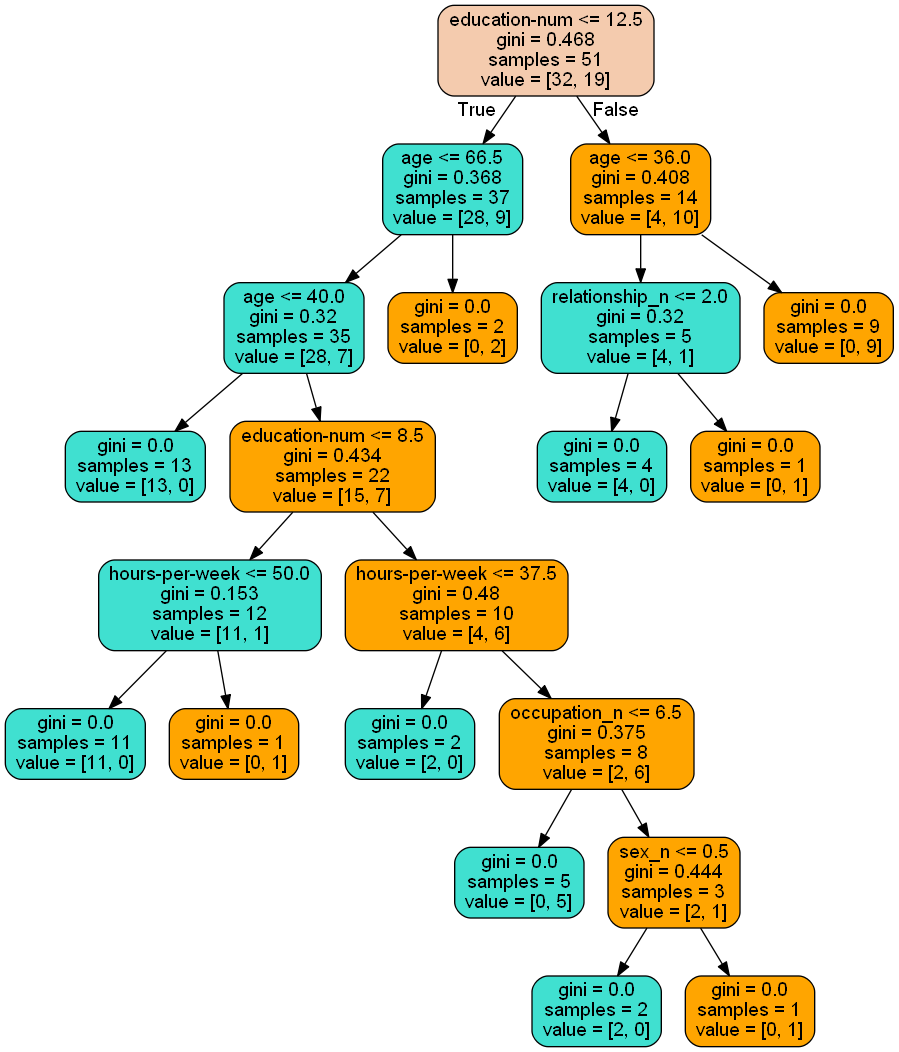 education-num <= 12.5
gini = 0.468
samples = 51
value = [32, 19]
True
False
age <= 66.5
gini = 0.368
samples = 37
value = [28, 9]
age <= 36.0
gini = 0.408
samples = 14
value = [4, 10]
age <= 40.0
gini = 0.32
samples = 35
value = [28, 7]
gini = 0.0
samples = 2
value = [0, 2]
relationship_n <= 2.0
gini = 0.32
samples = 5
value = [4, 1]
gini = 0.0
samples = 9
value = [0, 9]
gini = 0.0
samples = 13
value = [13, 0]
education-num <= 8.5
gini = 0.434
samples = 22
value = [15, 7]
gini = 0.0
samples = 4
value = [4, 0]
gini = 0.0
samples = 1
value = [0, 1]
hours-per-week <= 50.0
gini = 0.153
samples = 12
value = [11, 1]
hours-per-week <= 37.5
gini = 0.48
samples = 10
value = [4, 6]
gini = 0.0
samples = 11
value = [11, 0]
gini = 0.0
samples = 1
value = [0, 1]
gini = 0.0
samples = 2
value = [2, 0]
occupation_n <= 6.5
gini = 0.375
samples = 8
value = [2, 6]
gini = 0.0
samples = 5
value = [0, 5]
sex_n <= 0.5
gini = 0.444
samples = 3
value = [2, 1]
gini = 0.0
samples = 2
value = [2, 0]
gini = 0.0
samples = 1
value = [0, 1]